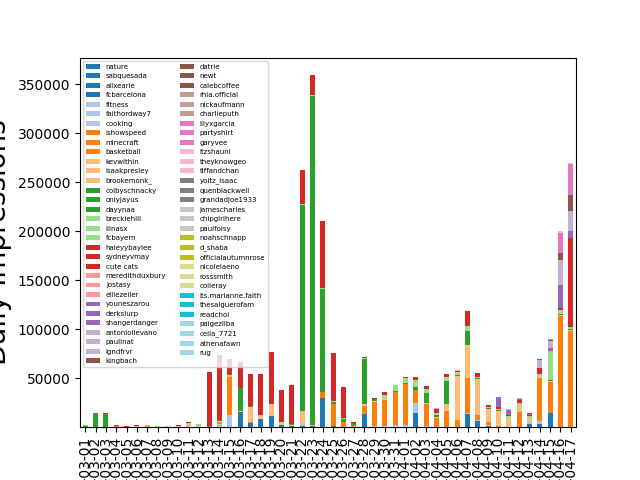 Daily Impressions
350000
300000
250000
200000
150000
100000
50000
nature
sabquesada
alixearle
fcbarcelona
fitness
faithordway7
cooking
ishowspeed
minecraft
basketball
kevwithin
isaakpresley
brookemonk_
colbyschnacky
onlyjayus
dayynaa
breckiehill
illinasx
fcbayern
haleyybaylee
sydneyvmay
cute cats
meredithduxbury
jostasy
elliezeiler
youneszarou
derkslurp
shangerdanger
antoniolievano
paulinat
igndfrvr
kingbach
datrie
newt
calebcoffee
rhia.official
nickaufmann
charlieputh
lilyxgarcia
partyshirt
garyvee
itzshauni
theyknowgeo
tiffandchan
yoitz_isaac
quenblackwell
grandadjoe1933
jamescharles
chipgirlhere
paulfoisy
noahschnapp
d_shaba
officialautumnrose
nicolelaeno
rosssmith
coileray
its.marianne.faith
thesalguerofam
readchoi
paigezilba
celia_7721
athenafawn
rug
03-01
03-02
03-03
03-04
03-05
03-06
03-07
03-08
03-09
03-10
03-11
03-12
03-13
03-14
03-15
03-16
03-17
03-18
03-19
03-20
03-21
03-22
03-23
03-24
03-25
03-26
03-27
03-28
03-29
03-30
03-31
04-01
04-02
04-03
04-04
04-05
04-06
04-07
04-08
04-09
04-10
04-11
04-12
04-13
04-14
04-15
04-16
04-17